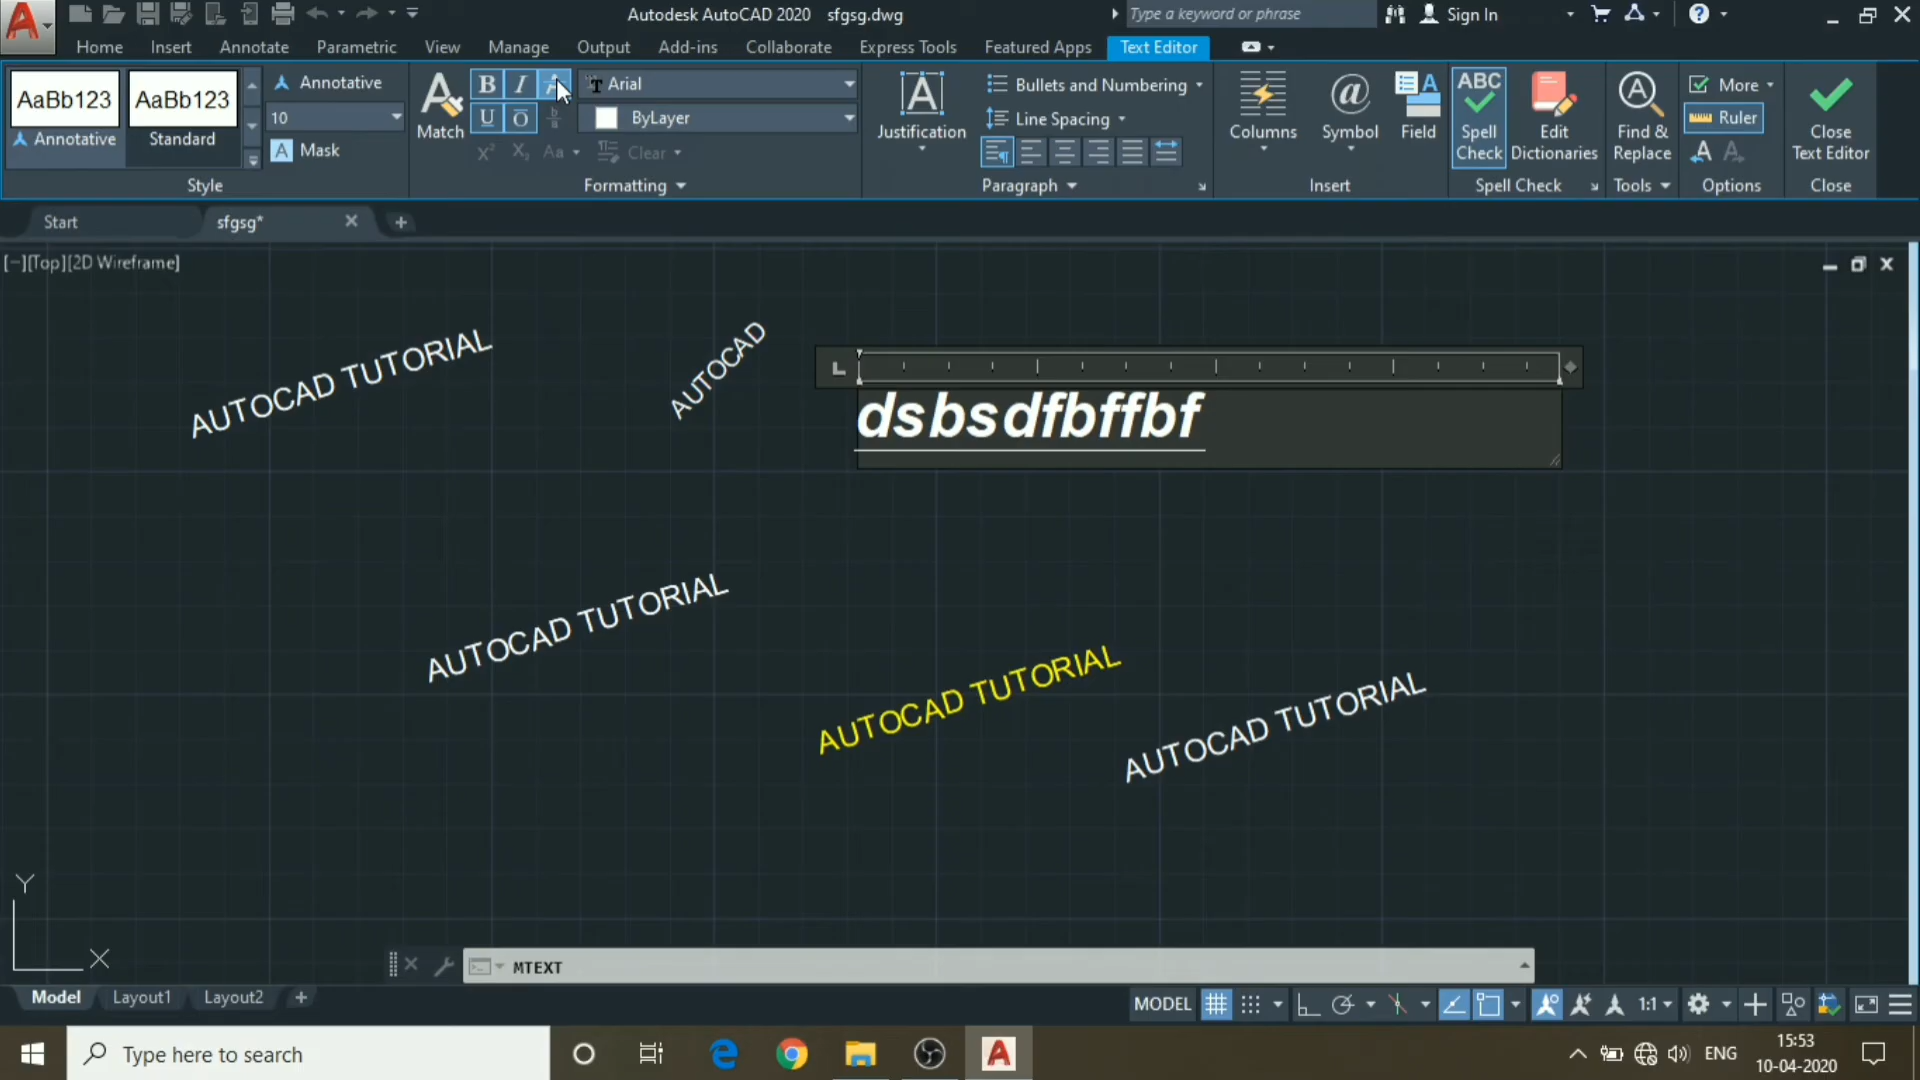 Autodesk AutoCAD 2020 sfgsg.dwg
Type a keyword or phrase
Sign In
Home Insert Annotate Parametric View Manage Output Add-ins Collaborate Express Tools Featured Apps Text Editor
AaBb123 AaBb123
Annotative Standard
Annotative
10
A Mask
Style
Match
B I A
U O b/a
X² X₂ Aa Clear
Arial
ByLayer
Formatting
A
Justification
Bullets and Numbering
Line Spacing
Paragraph
Columns
@
Symbol
Field
Insert
ABC
Spell
Check
Edit
Dictionaries
Spell Check
Find &
Replace
Tools
More
Ruler
Options
Close
Text Editor
Close
Start sfgsg*
[−][Top][2D Wireframe]
AUTOCAD TUTORIAL
AUTOCAD
dsbsdfbffbf
AUTOCAD TUTORIAL
AUTOCAD TUTORIAL
AUTOCAD TUTORIAL
Y
X
MTEXT
Model Layout1 Layout2
MODEL 1:1
Type here to search
ENG
15:53
10-04-2020